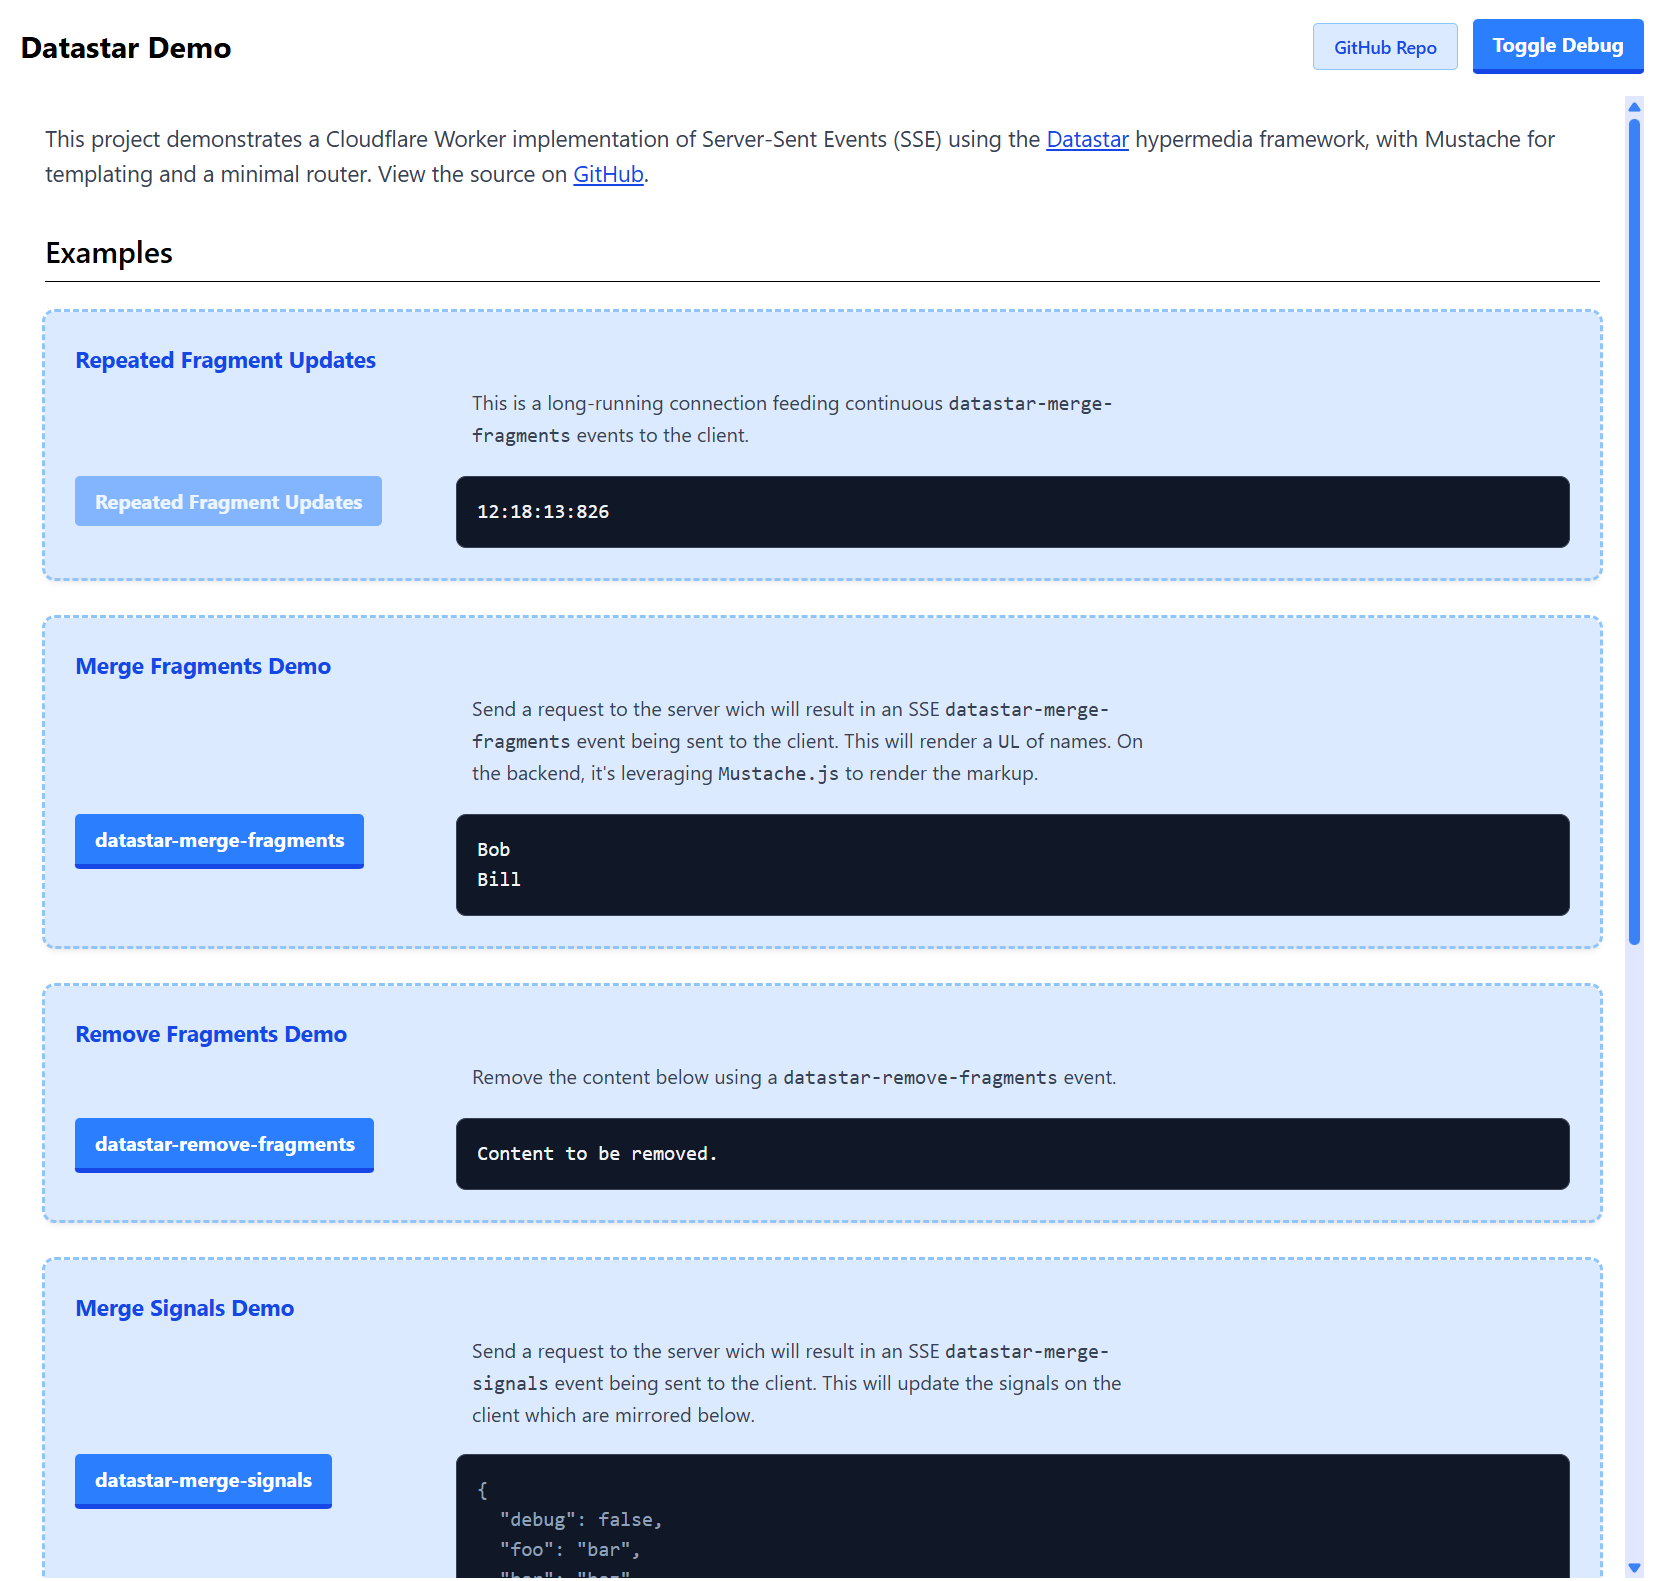 Datastar Demo
GitHub Repo
Toggle Debug
This project demonstrates a Cloudflare Worker implementation of Server-Sent Events (SSE) using the Datastar hypermedia framework, with Mustache for
templating and a minimal router. View the source on GitHub.
Examples
Repeated Fragment Updates
This is a long-running connection feeding continuous datastar-merge-
fragments events to the client.
Repeated Fragment Updates
12:18:13:826
Merge Fragments Demo
Send a request to the server wich will result in an SSE datastar-merge-
fragments event being sent to the client. This will render a UL of names. On
the backend, it's leveraging Mustache.js to render the markup.
datastar-merge-fragments
Bob
Bill
Remove Fragments Demo
Remove the content below using a datastar-remove-fragments event.
datastar-remove-fragments
Content to be removed.
Merge Signals Demo
Send a request to the server wich will result in an SSE datastar-merge-
signals event being sent to the client. This will update the signals on the
client which are mirrored below.
datastar-merge-signals
{
"debug": false,
"foo": "bar",